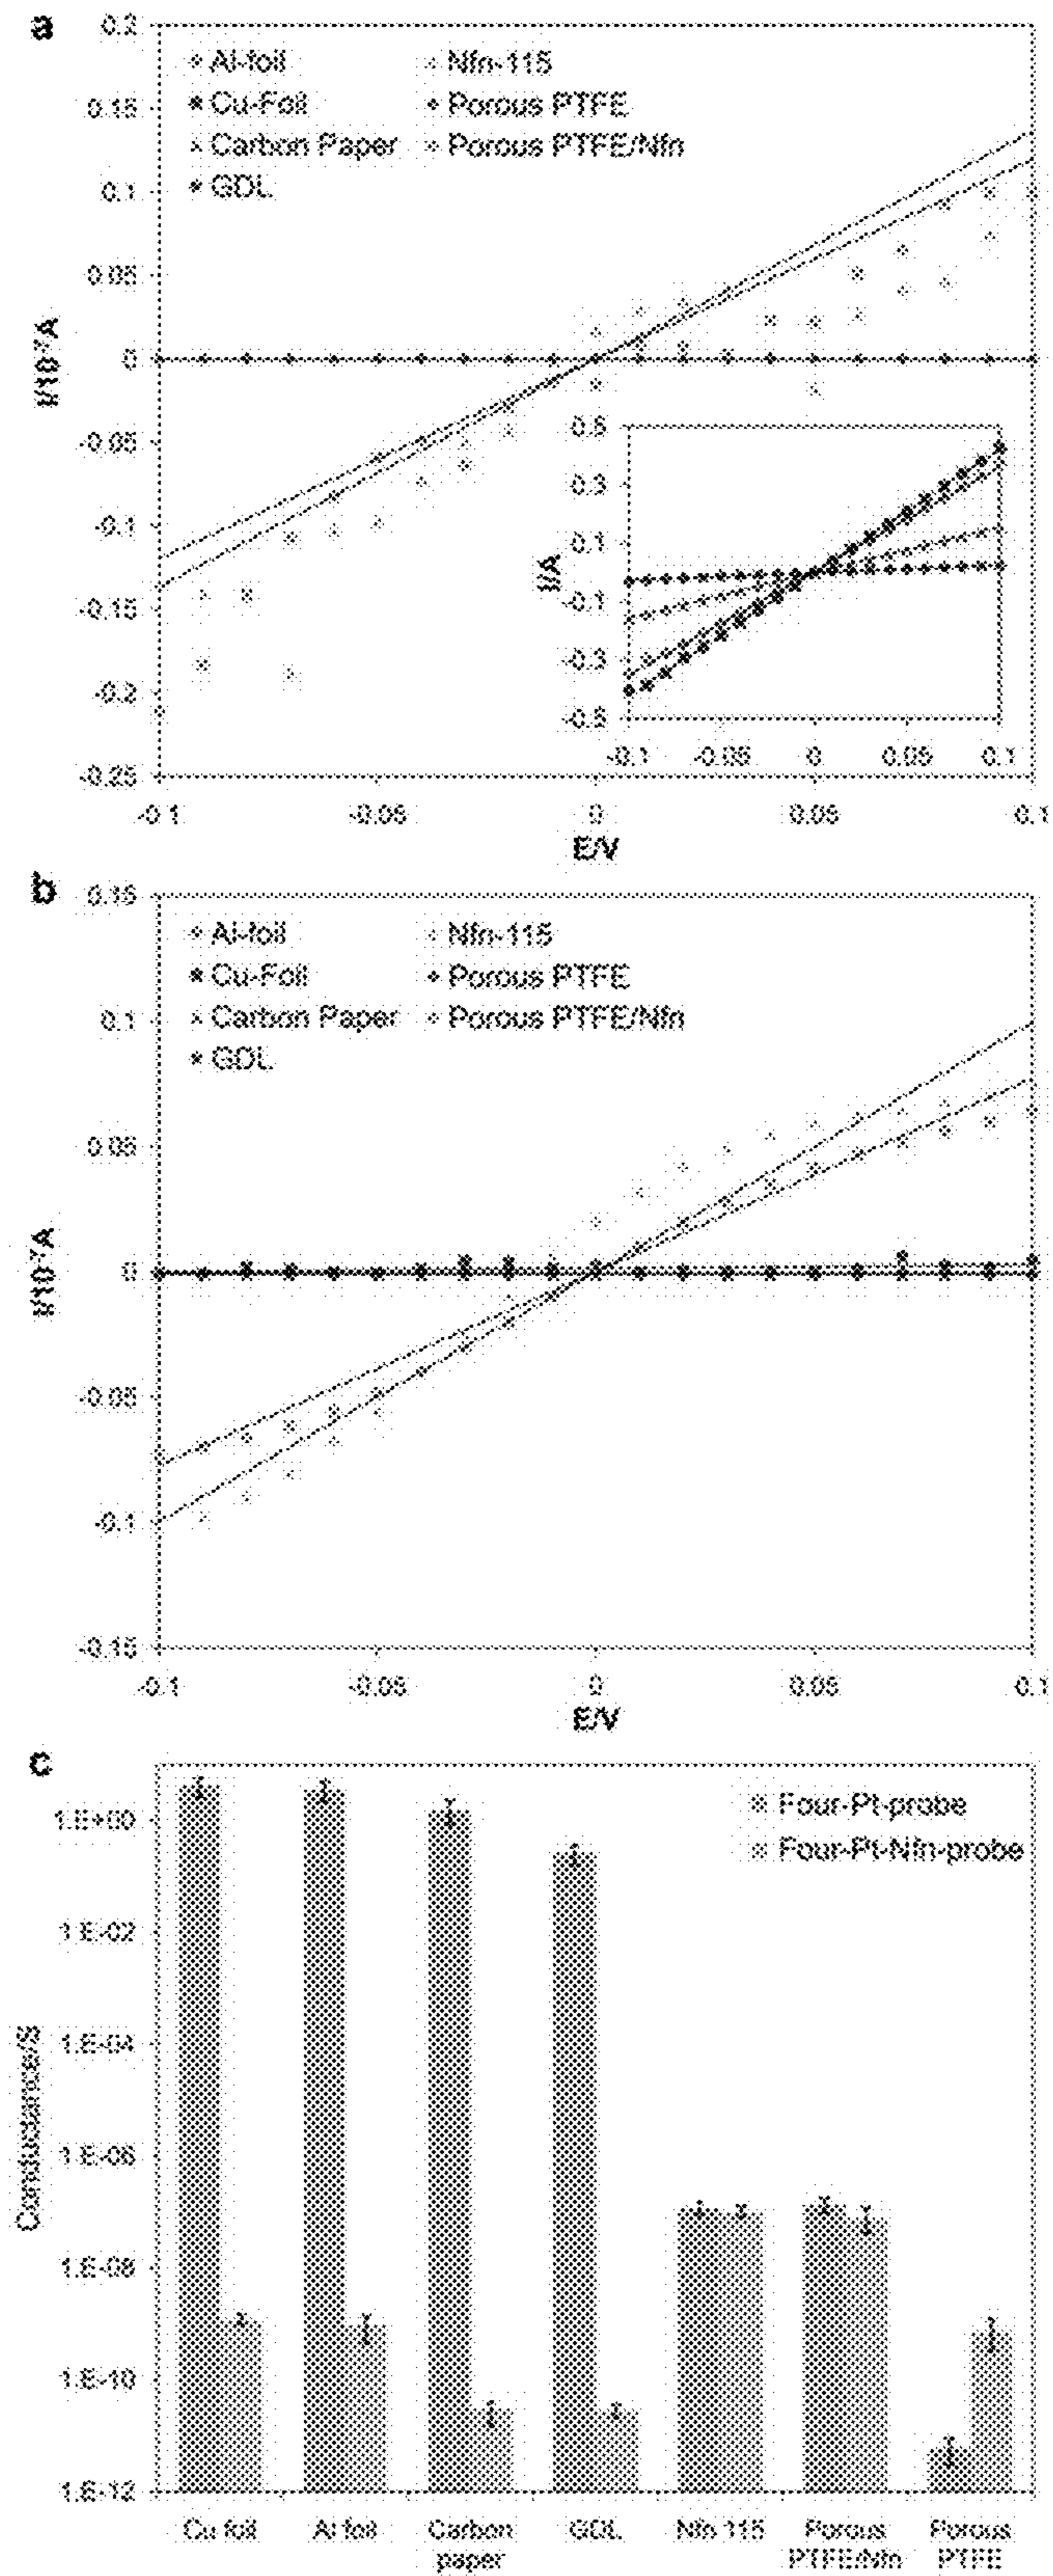 a
0.2
0.15
0.1
0.05
0
-0.05
-0.1
-0.15
-0.2
-0.25
I/10⁻⁷A
Al-foil
Cu-Foil
Carbon Paper
GDL
Nfn-115
Porous PTFE
Porous PTFE/Nfn
0.5
0.3
0.1
-0.1
-0.3
-0.5
I/A
-0.1 -0.05 0 0.05 0.1
-0.1 -0.05 0 0.05 0.1
E/V
b
0.15
0.1
0.05
0
-0.05
-0.1
-0.15
I/10⁻⁷A
Al-foil
Cu-Foil
Carbon Paper
GDL
Nfn-115
Porous PTFE
Porous PTFE/Nfn
-0.1 -0.05 0 0.05 0.1
E/V
c
Four-Pt-probe
Four-Pt-Nfn-probe
1.E+00
1.E-02
1.E-04
1.E-06
1.E-08
1.E-10
1.E-12
Conductance/S
Cu foil
Al foil
Carbon
paper
GDL
Nfn 115
Porous
PTFE/Nfn
Porous
PTFE